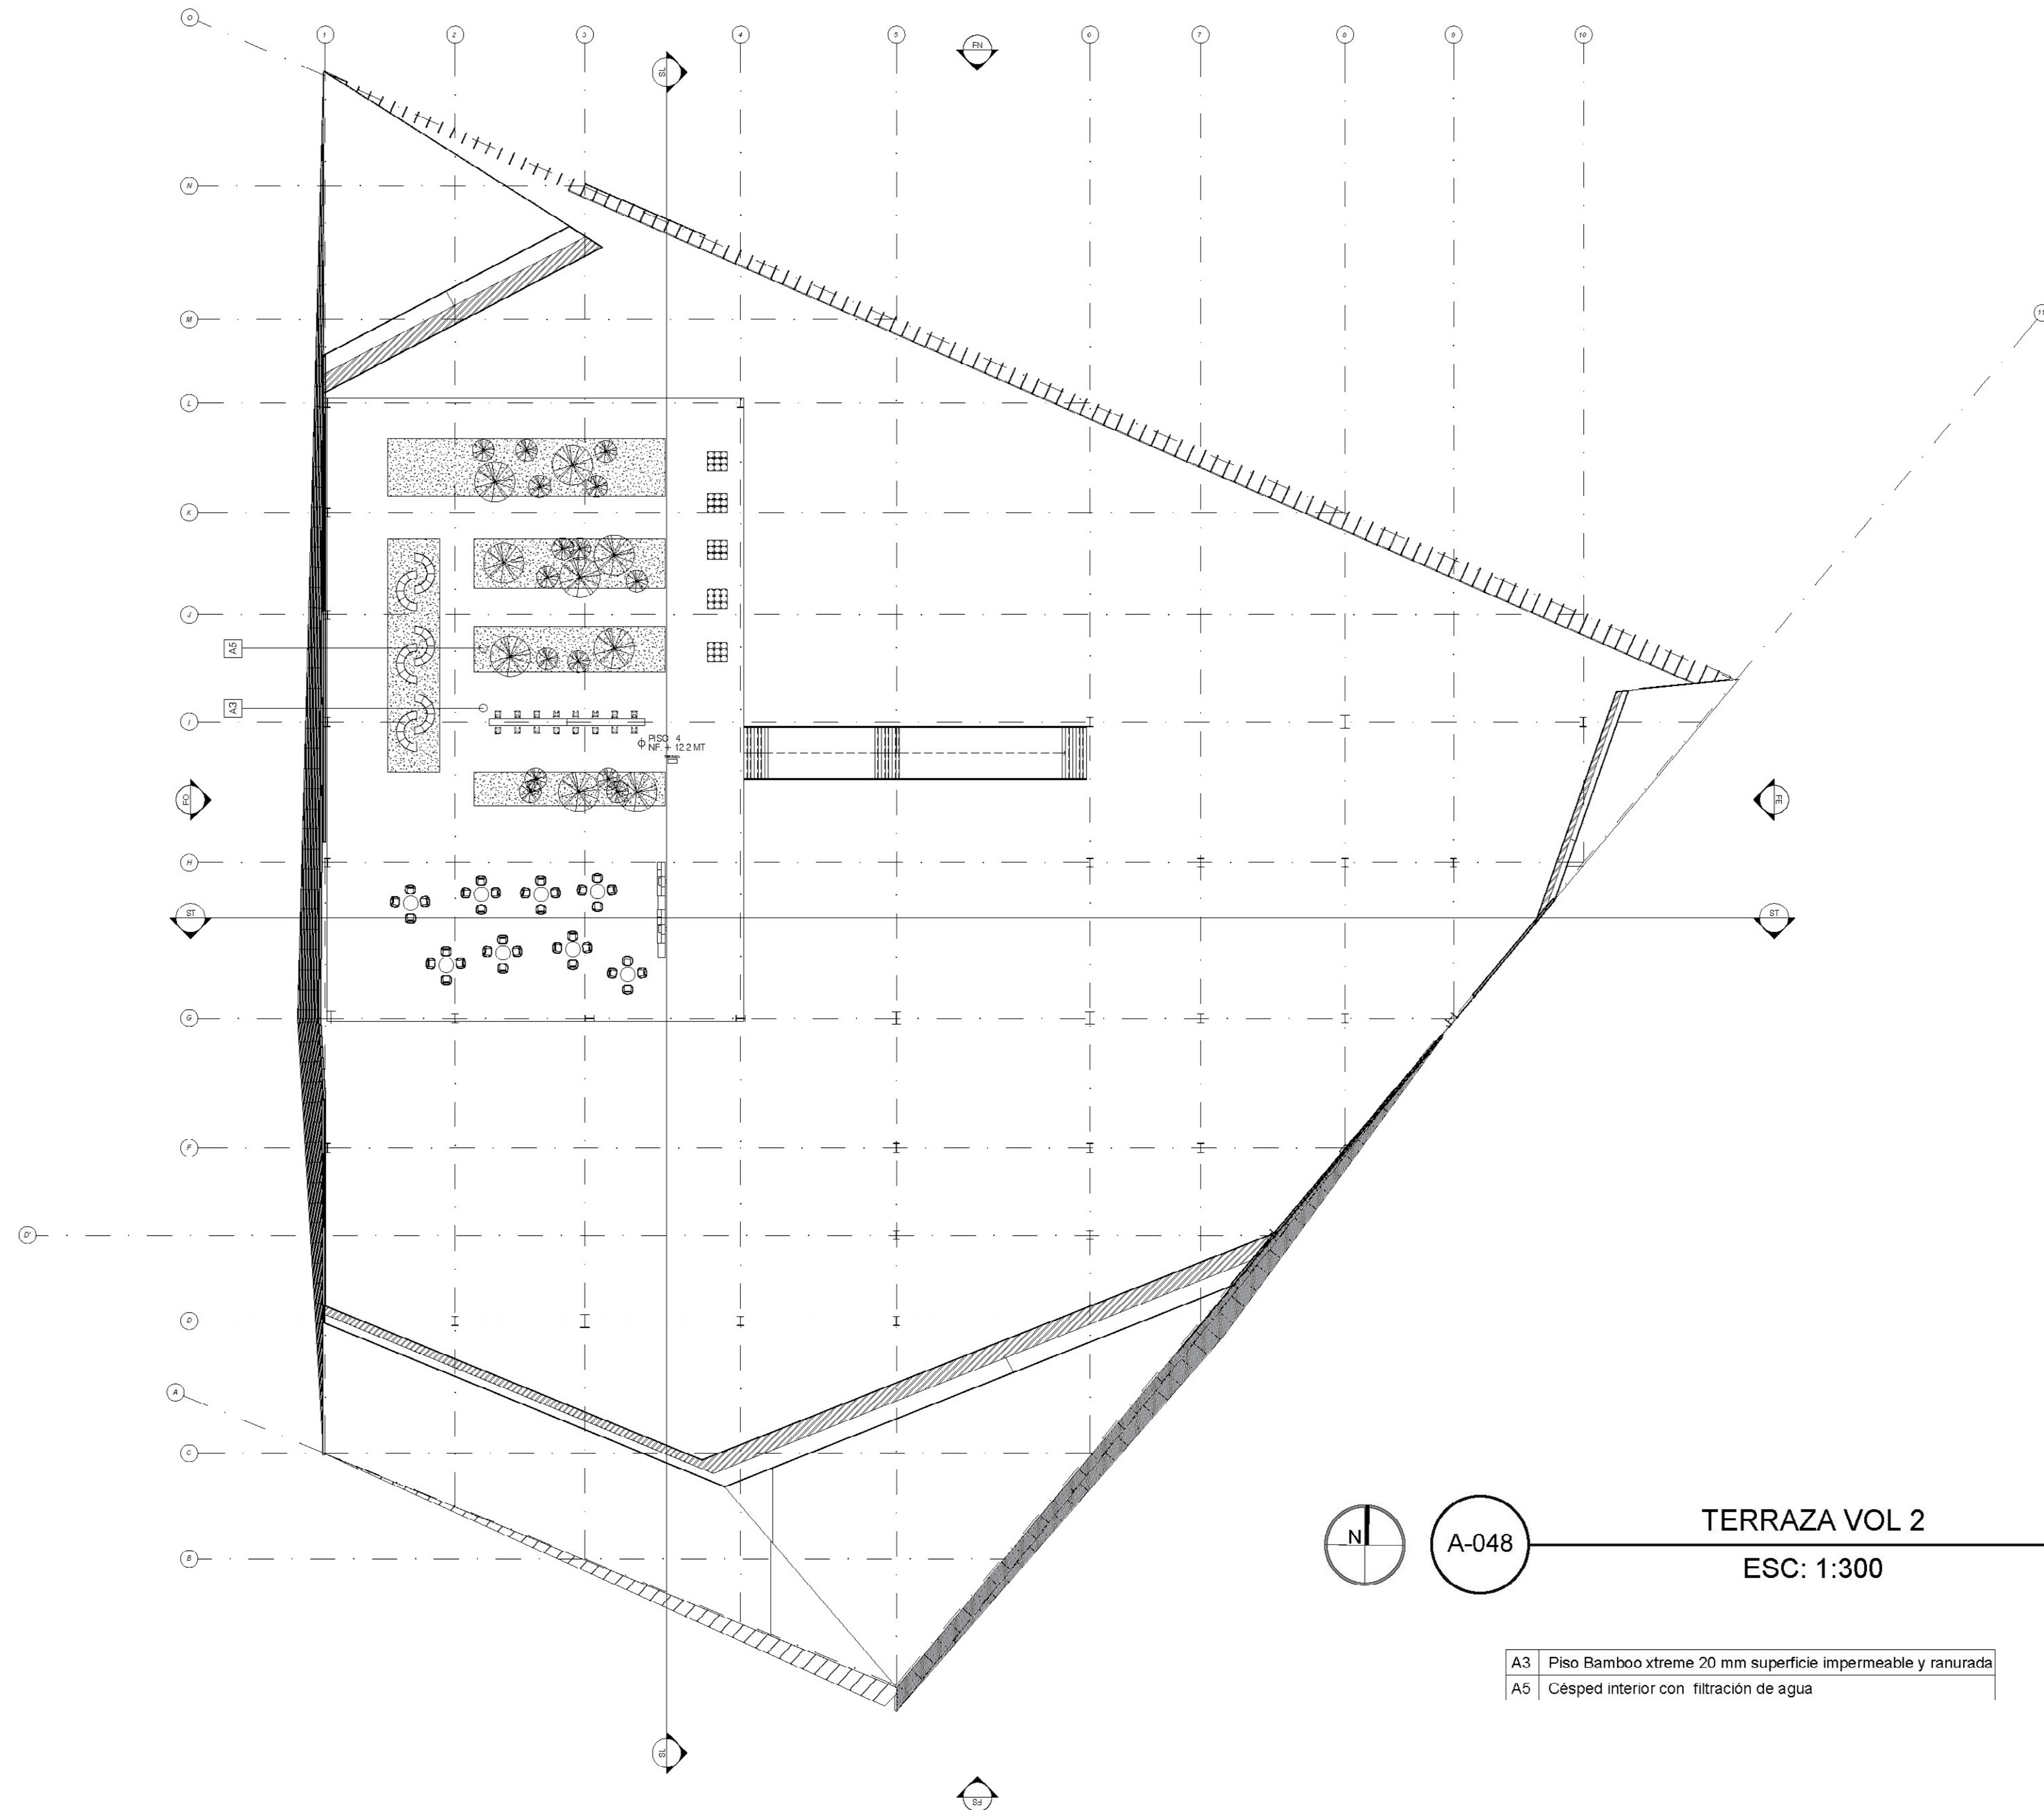 O
1
2
3
4
5
6
7
8
9
10
SL
FN
N
M
11
L
K
J
A5
A3
I
PISO 4
NF. + 12.2 MT
FO
FE
H
ST
ST
G
F
D'
D
A
C
B
N
A-048
TERRAZA VOL 2
ESC: 1:300
A3 Piso Bamboo xtreme 20 mm superficie impermeable y ranurada
A5 Césped interior con filtración de agua
SL
FS